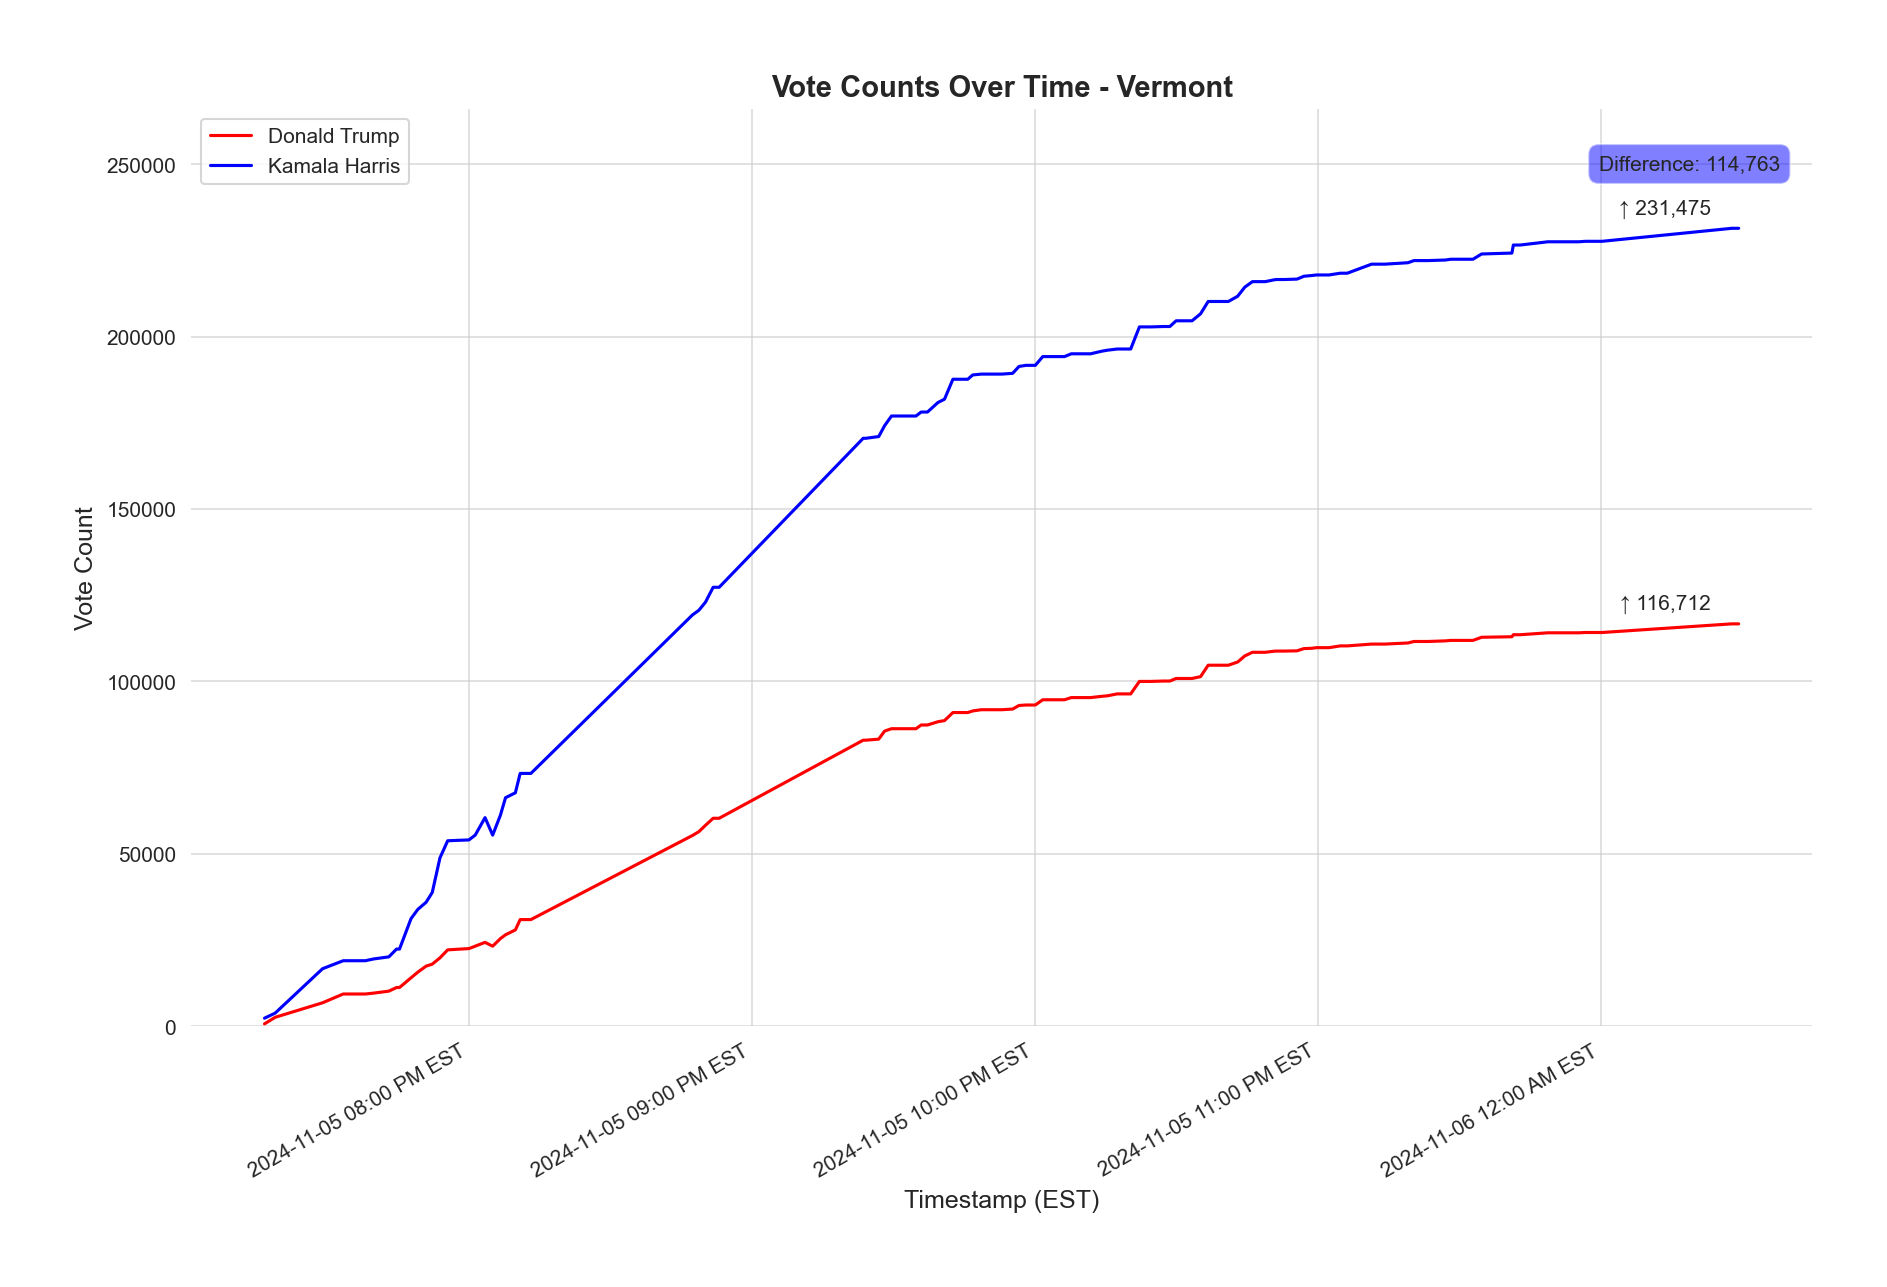 Vote Counts Over Time - Vermont
Donald Trump
Kamala Harris
Difference: 114,763
↑ 231,475
↑ 116,712
Vote Count
250000
200000
150000
100000
50000
0
2024-11-05 08:00 PM EST
2024-11-05 09:00 PM EST
2024-11-05 10:00 PM EST
2024-11-05 11:00 PM EST
2024-11-06 12:00 AM EST
Timestamp (EST)